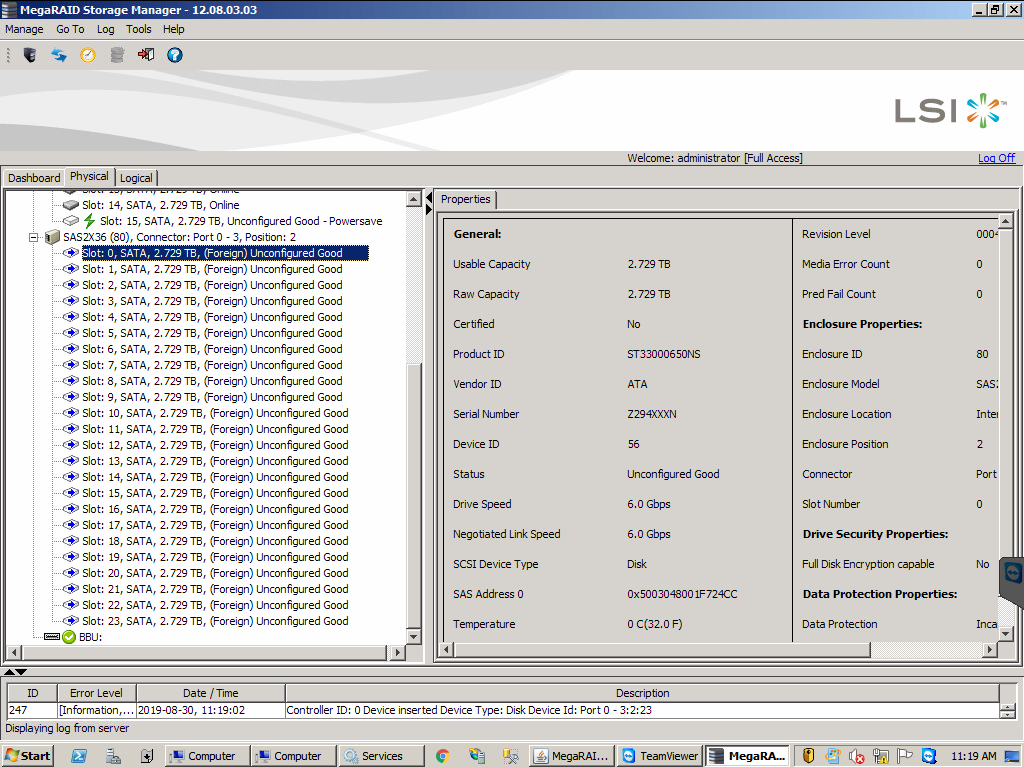 MegaRAID Storage Manager - 12.08.03.03
Manage Go To Log Tools Help
LSI
Welcome: administrator [Full Access]
Log Off
Dashboard Physical Logical
Slot: 13, SATA, 2.729 TB, Online
Slot: 14, SATA, 2.729 TB, Online
Slot: 15, SATA, 2.729 TB, Unconfigured Good - Powersave
SAS2X36 (80), Connector: Port 0 - 3, Position: 2
Slot: 0, SATA, 2.729 TB, (Foreign) Unconfigured Good
Slot: 1, SATA, 2.729 TB, (Foreign) Unconfigured Good
Slot: 2, SATA, 2.729 TB, (Foreign) Unconfigured Good
Slot: 3, SATA, 2.729 TB, (Foreign) Unconfigured Good
Slot: 4, SATA, 2.729 TB, (Foreign) Unconfigured Good
Slot: 5, SATA, 2.729 TB, (Foreign) Unconfigured Good
Slot: 6, SATA, 2.729 TB, (Foreign) Unconfigured Good
Slot: 7, SATA, 2.729 TB, (Foreign) Unconfigured Good
Slot: 8, SATA, 2.729 TB, (Foreign) Unconfigured Good
Slot: 9, SATA, 2.729 TB, (Foreign) Unconfigured Good
Slot: 10, SATA, 2.729 TB, (Foreign) Unconfigured Good
Slot: 11, SATA, 2.729 TB, (Foreign) Unconfigured Good
Slot: 12, SATA, 2.729 TB, (Foreign) Unconfigured Good
Slot: 13, SATA, 2.729 TB, (Foreign) Unconfigured Good
Slot: 14, SATA, 2.729 TB, (Foreign) Unconfigured Good
Slot: 15, SATA, 2.729 TB, (Foreign) Unconfigured Good
Slot: 16, SATA, 2.729 TB, (Foreign) Unconfigured Good
Slot: 17, SATA, 2.729 TB, (Foreign) Unconfigured Good
Slot: 18, SATA, 2.729 TB, (Foreign) Unconfigured Good
Slot: 19, SATA, 2.729 TB, (Foreign) Unconfigured Good
Slot: 20, SATA, 2.729 TB, (Foreign) Unconfigured Good
Slot: 21, SATA, 2.729 TB, (Foreign) Unconfigured Good
Slot: 22, SATA, 2.729 TB, (Foreign) Unconfigured Good
Slot: 23, SATA, 2.729 TB, (Foreign) Unconfigured Good
BBU:
Properties
General:
Usable Capacity 2.729 TB
Raw Capacity 2.729 TB
Certified No
Product ID ST33000650NS
Vendor ID ATA
Serial Number Z294XXXN
Device ID 56
Status Unconfigured Good
Drive Speed 6.0 Gbps
Negotiated Link Speed 6.0 Gbps
SCSI Device Type Disk
SAS Address 0 0x5003048001F724CC
Temperature 0 C(32.0 F)
Revision Level 0004
Media Error Count 0
Pred Fail Count 0
Enclosure Properties:
Enclosure ID 80
Enclosure Model SAS2
Enclosure Location Inter
Enclosure Position 2
Connector Port
Slot Number 0
Drive Security Properties:
Full Disk Encryption capable No
Data Protection Properties:
Data Protection Inca
ID Error Level Date / Time Description
247 [Information,... 2019-08-30, 11:19:02 Controller ID: 0 Device inserted Device Type: Disk Device Id: Port 0 - 3:2:23
Displaying log from server
Start Computer Computer Services MegaRAI... TeamViewer MegaRA... 11:19 AM